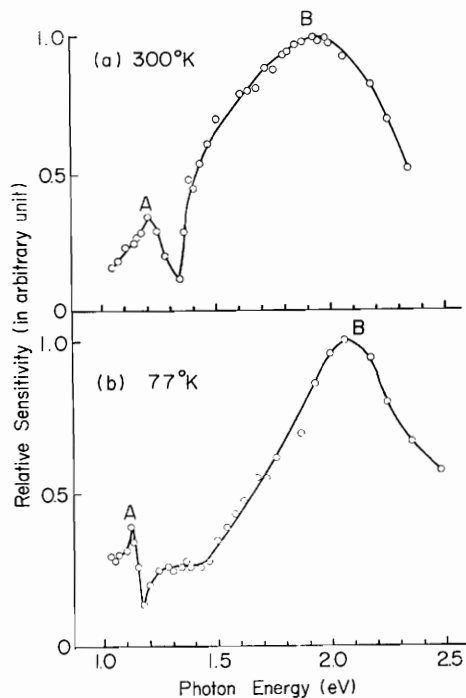 B
1.0
(a) 300°K
0.5
A
0
B
1.0
(b) 77°K
A
0.5
0
1.0 1.5 2.0 2.5
Photon Energy (eV)
Relative Sensitivity (in arbitrary unit)